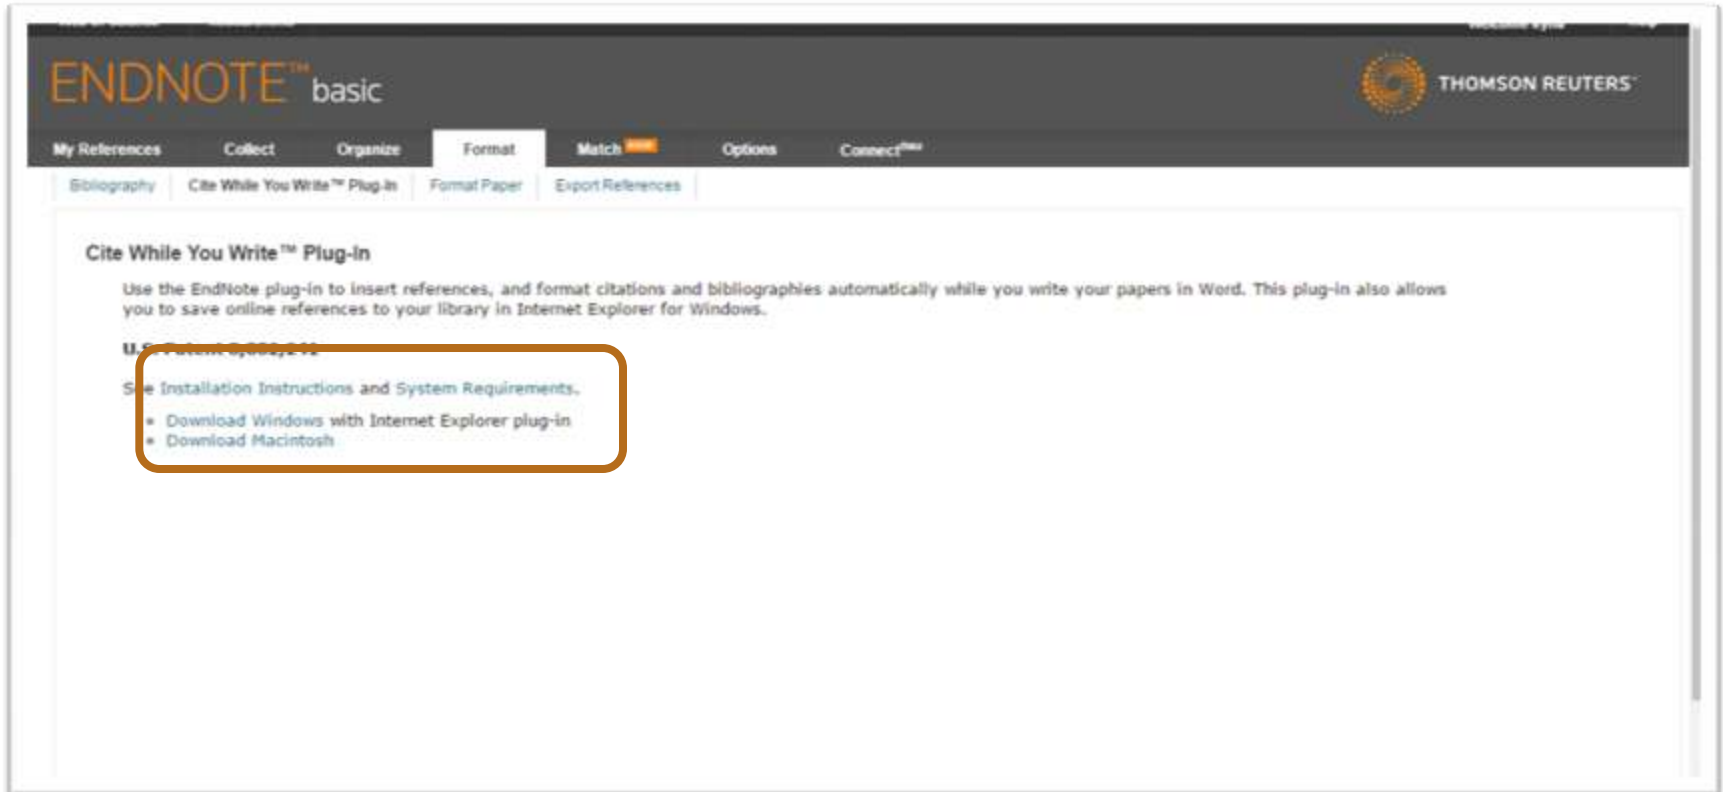 ENDNOTE™ basic
THOMSON REUTERS
My References Collect Organize Format Match Options Connect
Bibliography Cite While You Write™ Plug-In Format Paper Export References
Cite While You Write™ Plug-In
Use the EndNote plug-in to insert references, and format citations and bibliographies automatically while you write your papers in Word. This plug-in also allows
you to save online references to your library in Internet Explorer for Windows.
U.S. Patent
See Installation Instructions and System Requirements.
Download Windows with Internet Explorer plug-in
Download Macintosh